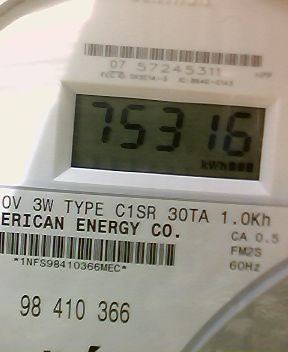 07 57245311
75316
kWh
0V 3W TYPE C1SR 30TA 1.0Kh
ERICAN ENERGY CO.
CA 0.5
FM2S
60Hz
*1NFS98410366MEC*
98 410 366